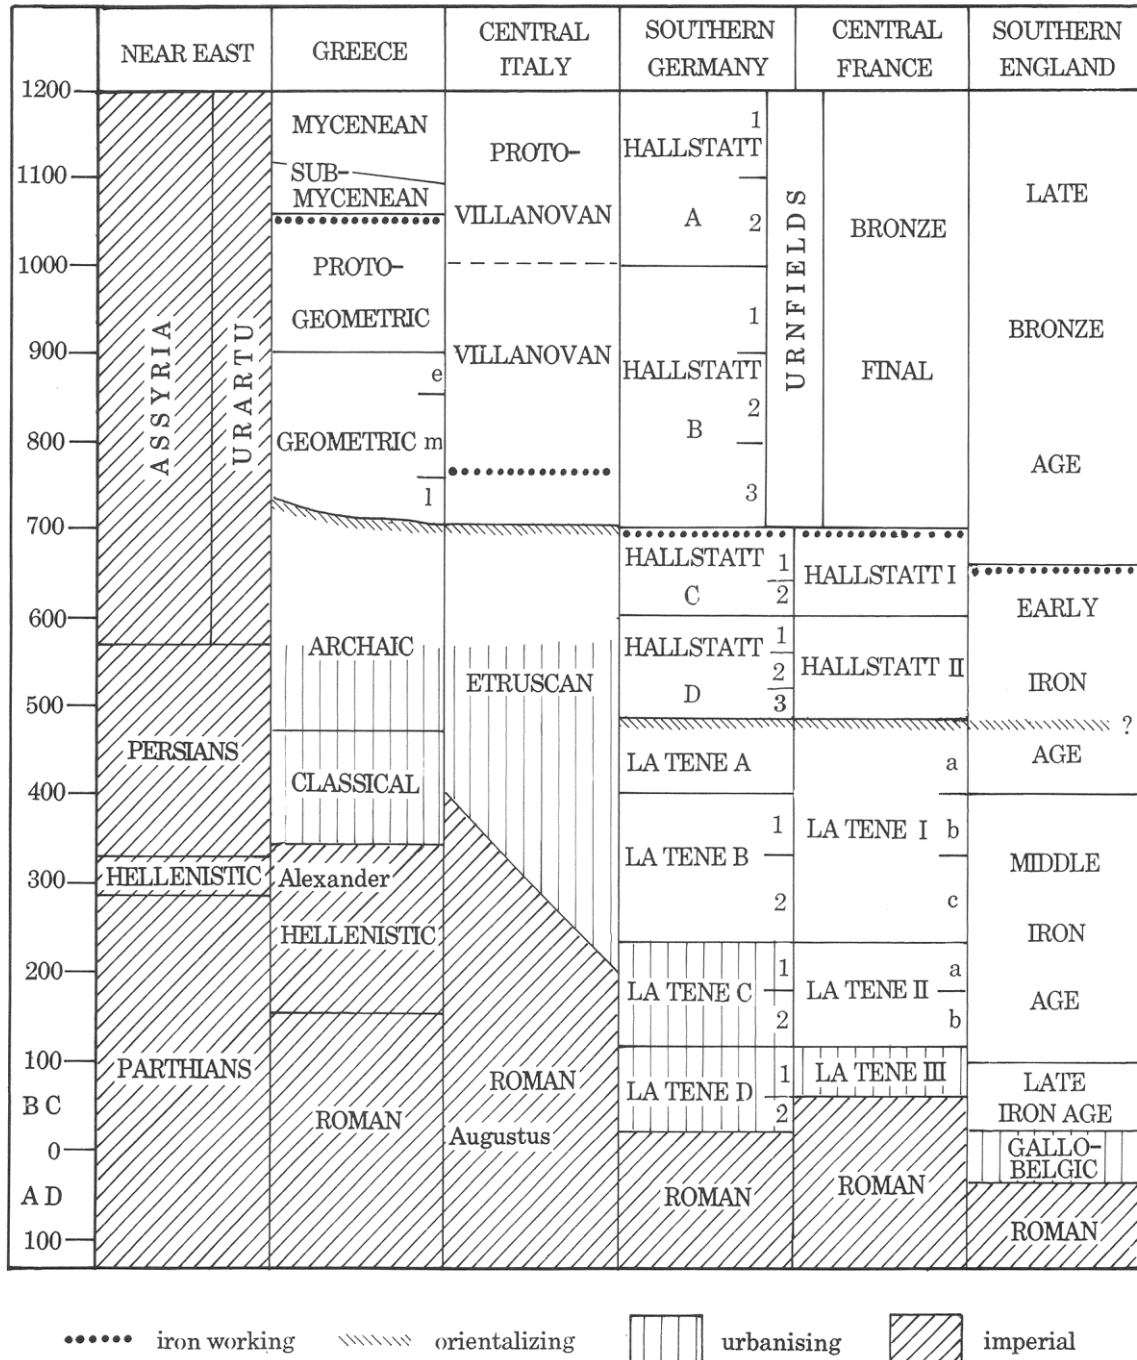 NEAR EAST
GREECE
CENTRAL
ITALY
SOUTHERN
GERMANY
CENTRAL
FRANCE
SOUTHERN
ENGLAND
1200
1100
1000
900
800
700
600
500
400
300
200
100
B C
0
A D
100
ASSYRIA
URARTU
PERSIANS
HELLENISTIC
PARTHIANS
MYCENEAN
SUB-
MYCENEAN
PROTO-
GEOMETRIC
e
GEOMETRIC m
l
ARCHAIC
CLASSICAL
Alexander
HELLENISTIC
ROMAN
PROTO-
VILLANOVAN
VILLANOVAN
ETRUSCAN
ROMAN
Augustus
1
HALLSTATT
A 2
1
HALLSTATT
2
B
3
HALLSTATT 1
C 2
HALLSTATT 1
2
D 3
LA TENE A
1
LA TENE B
2
1
LA TENE C
2
LA TENE D 1
2
ROMAN
URNFIELDS
BRONZE
FINAL
HALLSTATT I
HALLSTATT II
a
LA TENE I b
c
a
LA TENE II
b
LA TENE III
ROMAN
LATE
BRONZE
AGE
EARLY
IRON
?
AGE
MIDDLE
IRON
AGE
LATE
IRON AGE
GALLO-
BELGIC
ROMAN
iron working
orientalizing
urbanising
imperial